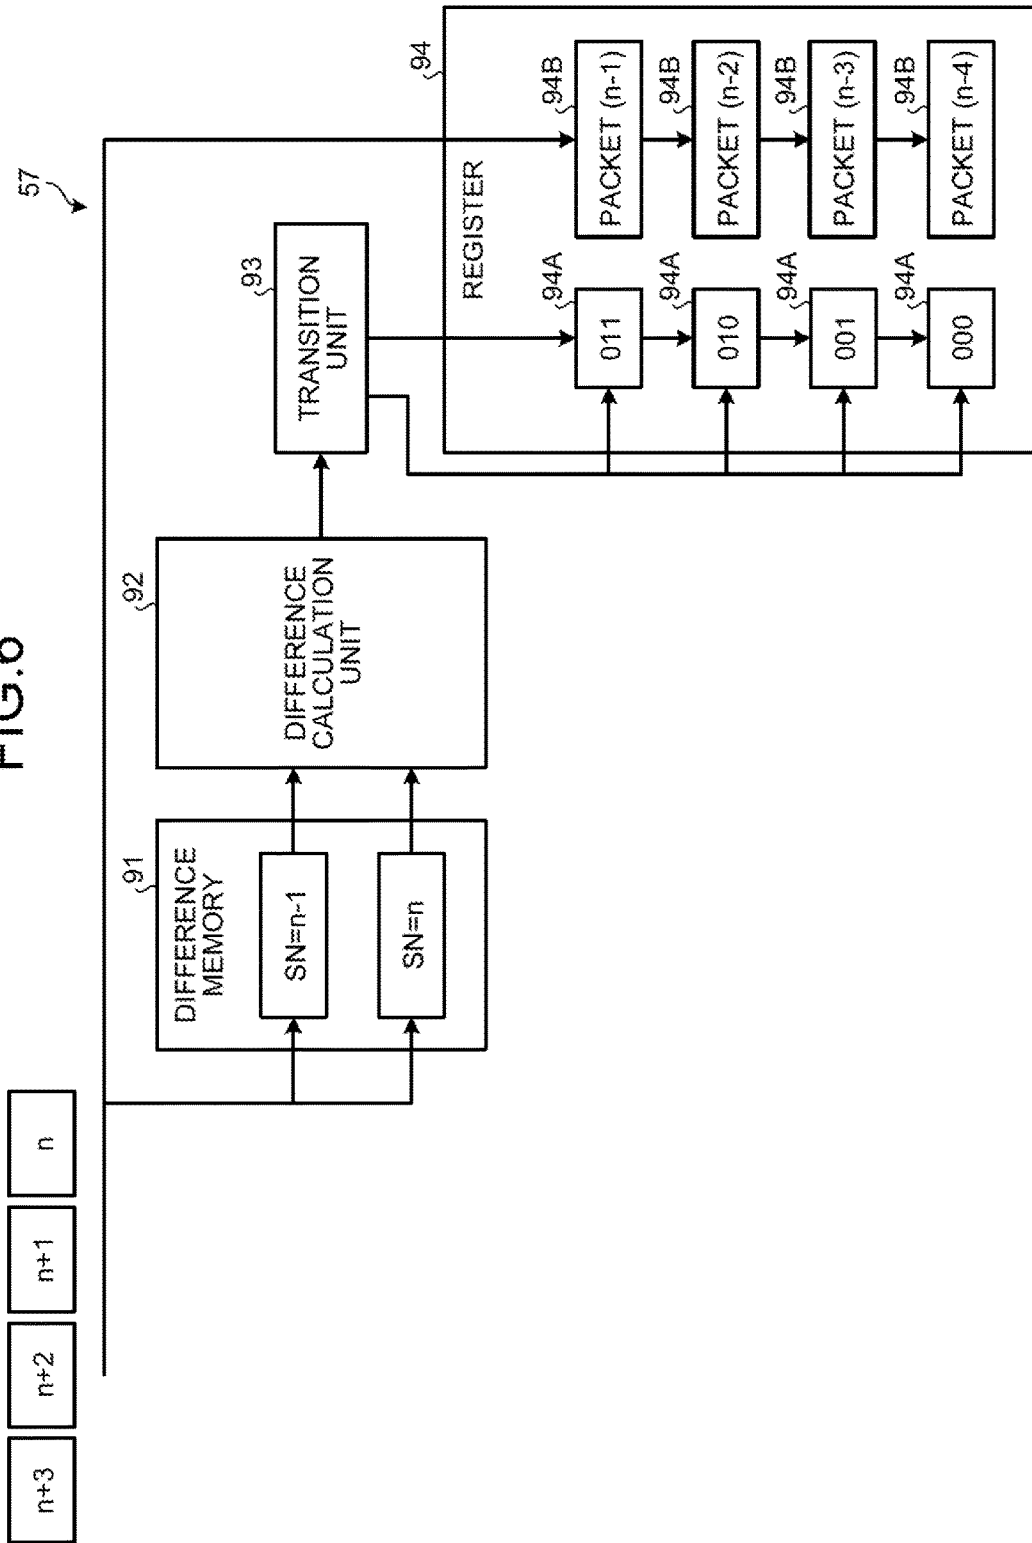 FIG.6
57
n+3
n+2
n+1
n
91
DIFFERENCE
MEMORY
SN=n-1
SN=n
92
DIFFERENCE
CALCULATION
UNIT
93
TRANSITION
UNIT
94
REGISTER
94A
011
94B
PACKET (n-1)
94A
010
94B
PACKET (n-2)
94A
001
94B
PACKET (n-3)
94A
000
94B
PACKET (n-4)